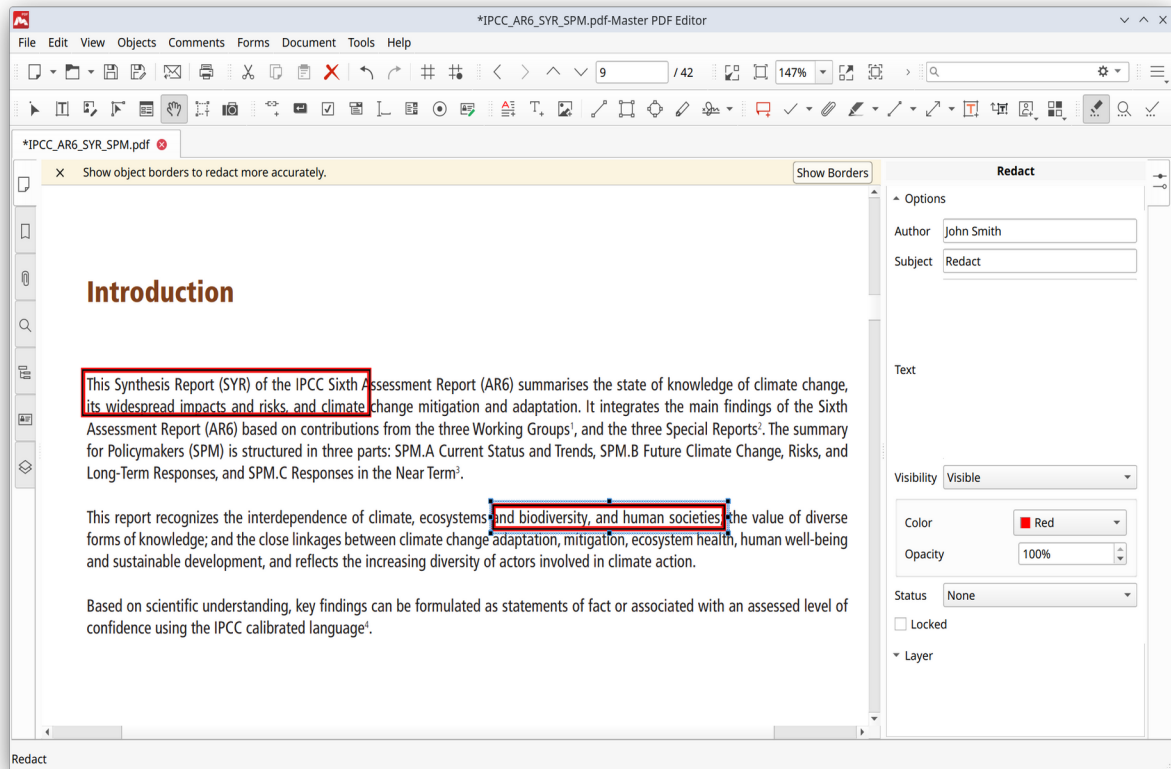 *IPCC_AR6_SYR_SPM.pdf-Master PDF Editor
File Edit View Objects Comments Forms Document Tools Help
9 / 42 147%
*IPCC_AR6_SYR_SPM.pdf
Show object borders to redact more accurately.
Show Borders
Introduction
This Synthesis Report (SYR) of the IPCC Sixth Assessment Report (AR6) summarises the state of knowledge of climate change,
its widespread impacts and risks, and climate change mitigation and adaptation. It integrates the main findings of the Sixth
Assessment Report (AR6) based on contributions from the three Working Groups¹, and the three Special Reports². The summary
for Policymakers (SPM) is structured in three parts: SPM.A Current Status and Trends, SPM.B Future Climate Change, Risks, and
Long-Term Responses, and SPM.C Responses in the Near Term³.
This report recognizes the interdependence of climate, ecosystems and biodiversity, and human societies; the value of diverse
forms of knowledge; and the close linkages between climate change adaptation, mitigation, ecosystem health, human well-being
and sustainable development, and reflects the increasing diversity of actors involved in climate action.
Based on scientific understanding, key findings can be formulated as statements of fact or associated with an assessed level of
confidence using the IPCC calibrated language⁴.
Redact
Options
Author John Smith
Subject Redact
Text
Visibility Visible
Color Red
Opacity 100%
Status None
Locked
Layer
Redact